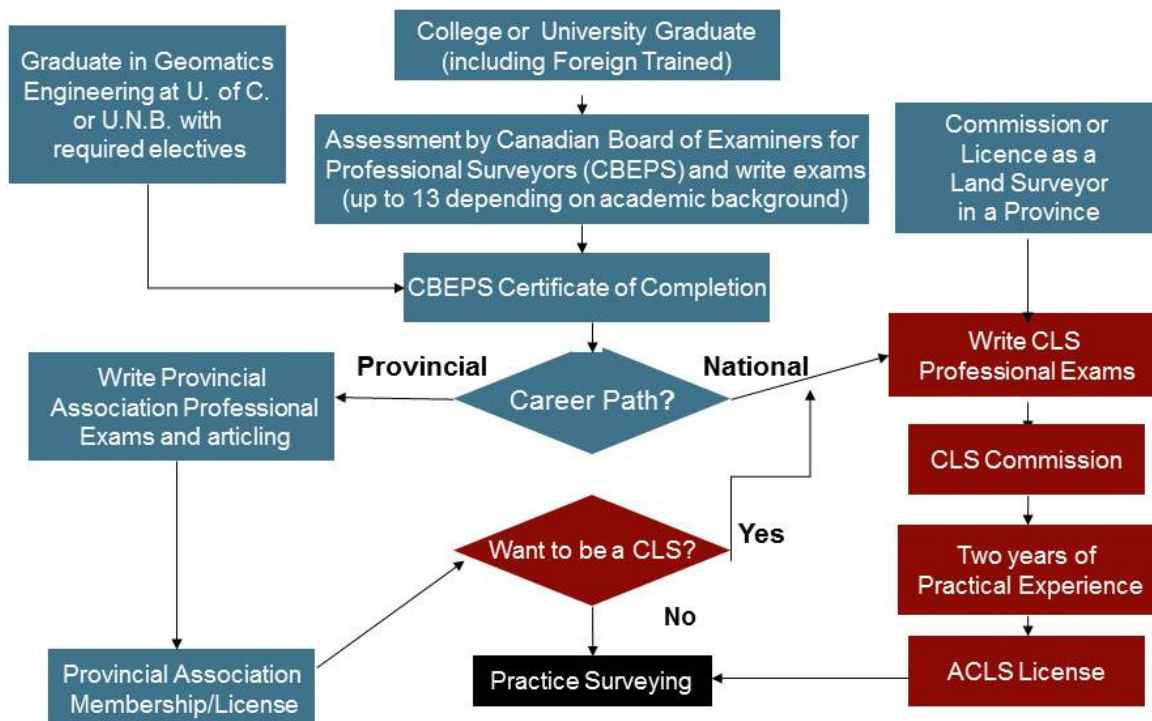 College or University Graduate
(including Foreign Trained)
Graduate in Geomatics
Engineering at U. of C.
or U.N.B. with
required electives
Assessment by Canadian Board of Examiners for
Professional Surveyors (CBEPS) and write exams
(up to 13 depending on academic background)
Commission or
Licence as a
Land Surveyor
in a Province
CBEPS Certificate of Completion
Provincial
National
Write CLS
Professional Exams
Write Provincial
Association Professional
Exams and articling
Career Path?
CLS Commission
Want to be a CLS?
Yes
Two years of
Practical Experience
No
Provincial Association
Membership/License
Practice Surveying
ACLS License